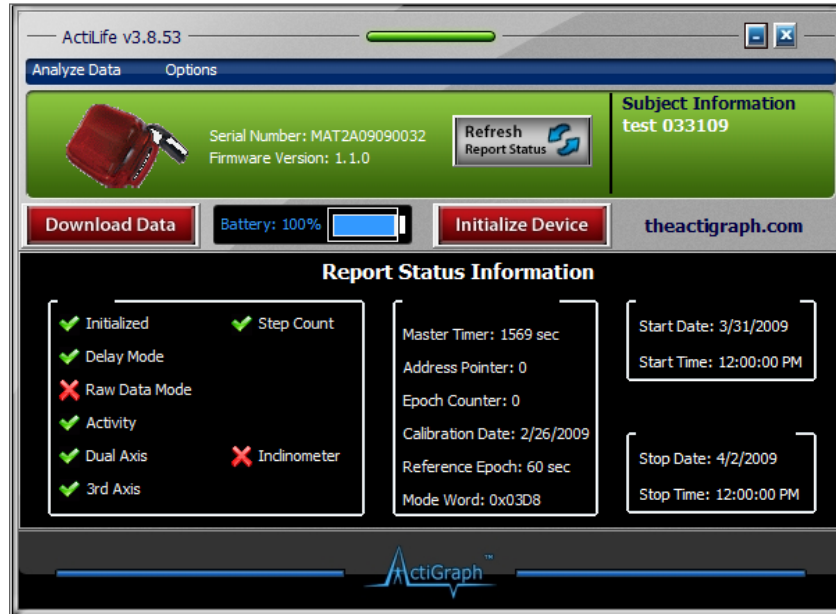 ActiLife v3.8.53
Analyze Data Options
Serial Number: MAT2A09090032
Firmware Version: 1.1.0
Refresh
Report Status
Subject Information
test 033109
Download Data
Battery: 100%
Initialize Device
theactigraph.com
Report Status Information
Initialized
Step Count
Delay Mode
Raw Data Mode
Activity
Dual Axis
Inclinometer
3rd Axis
Master Timer: 1569 sec
Address Pointer: 0
Epoch Counter: 0
Calibration Date: 2/26/2009
Reference Epoch: 60 sec
Mode Word: 0x03D8
Start Date: 3/31/2009
Start Time: 12:00:00 PM
Stop Date: 4/2/2009
Stop Time: 12:00:00 PM
ActiGraph™